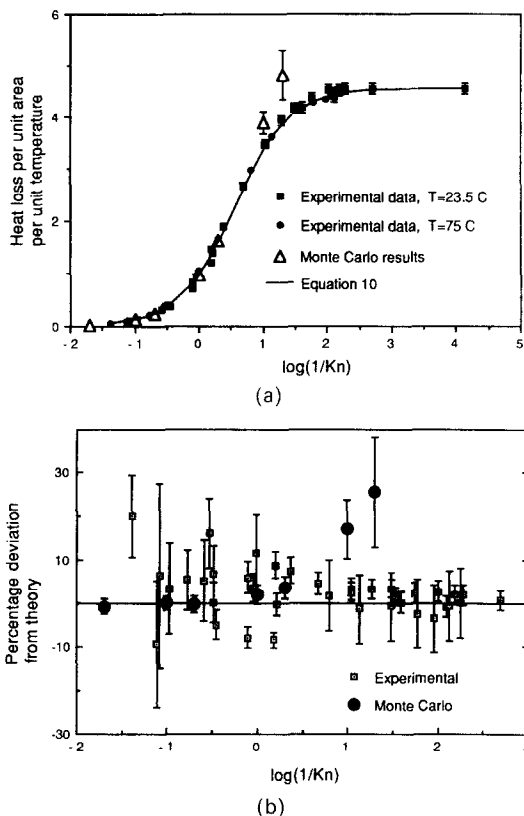 6
4
2
0
Heat loss per unit area
per unit temperature
Experimental data, T=23.5 C
Experimental data, T=75 C
Monte Carlo results
Equation 10
-2 -1 0 1 2 3 4 5
log(1/Kn)
(a)
30
10
-10
-30
Percentage deviation
from theory
Experimental
Monte Carlo
-2 -1 0 1 2
log(1/Kn)
(b)